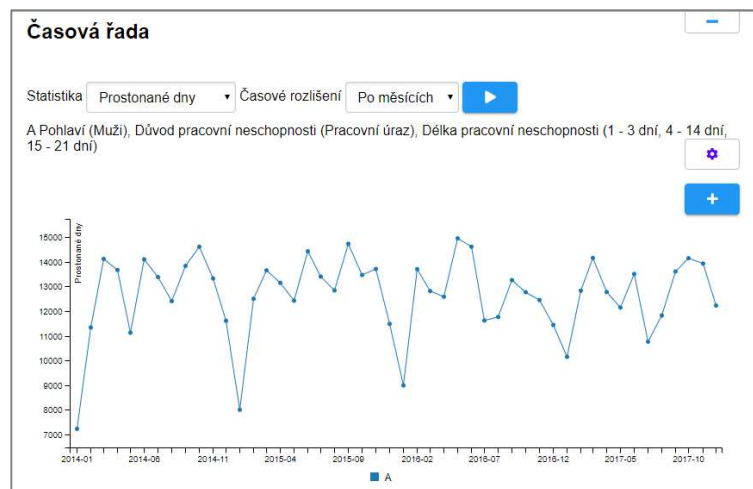 Časová řada
Statistika Prostonané dny Časové rozlišení Po měsících
A Pohlaví (Muži), Důvod pracovní neschopnosti (Pracovní úraz), Délka pracovní neschopnosti (1 - 3 dní, 4 - 14 dní,
15 - 21 dní)
Prostonané dny
15000
14000
13000
12000
11000
10000
9000
8000
7000
2014-01 2014-06 2014-11 2015-04 2015-09 2016-02 2016-07 2016-12 2017-05 2017-10
A